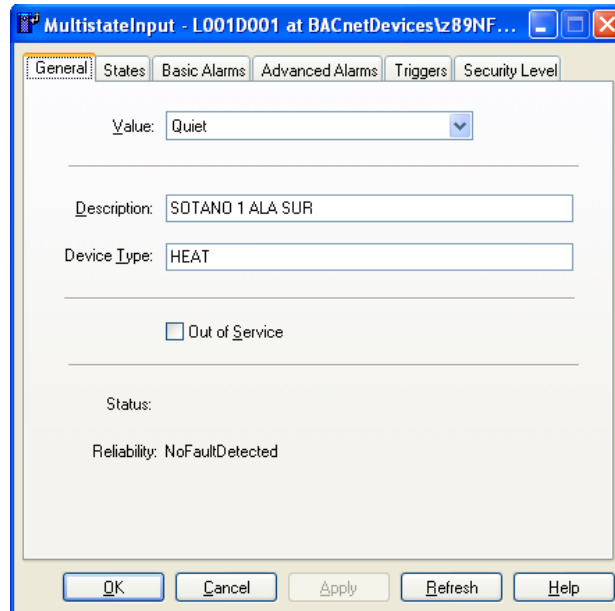 MultistateInput - L001D001 at BACnetDevices\z89NF...
General States Basic Alarms Advanced Alarms Triggers Security Level
Value: Quiet
Description: SOTANO 1 ALA SUR
Device Type: HEAT
Out of Service
Status:
Reliability: NoFaultDetected
OK Cancel Apply Refresh Help